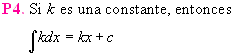 P4. Si k es una constante, entonces
∫kdx = kx + c